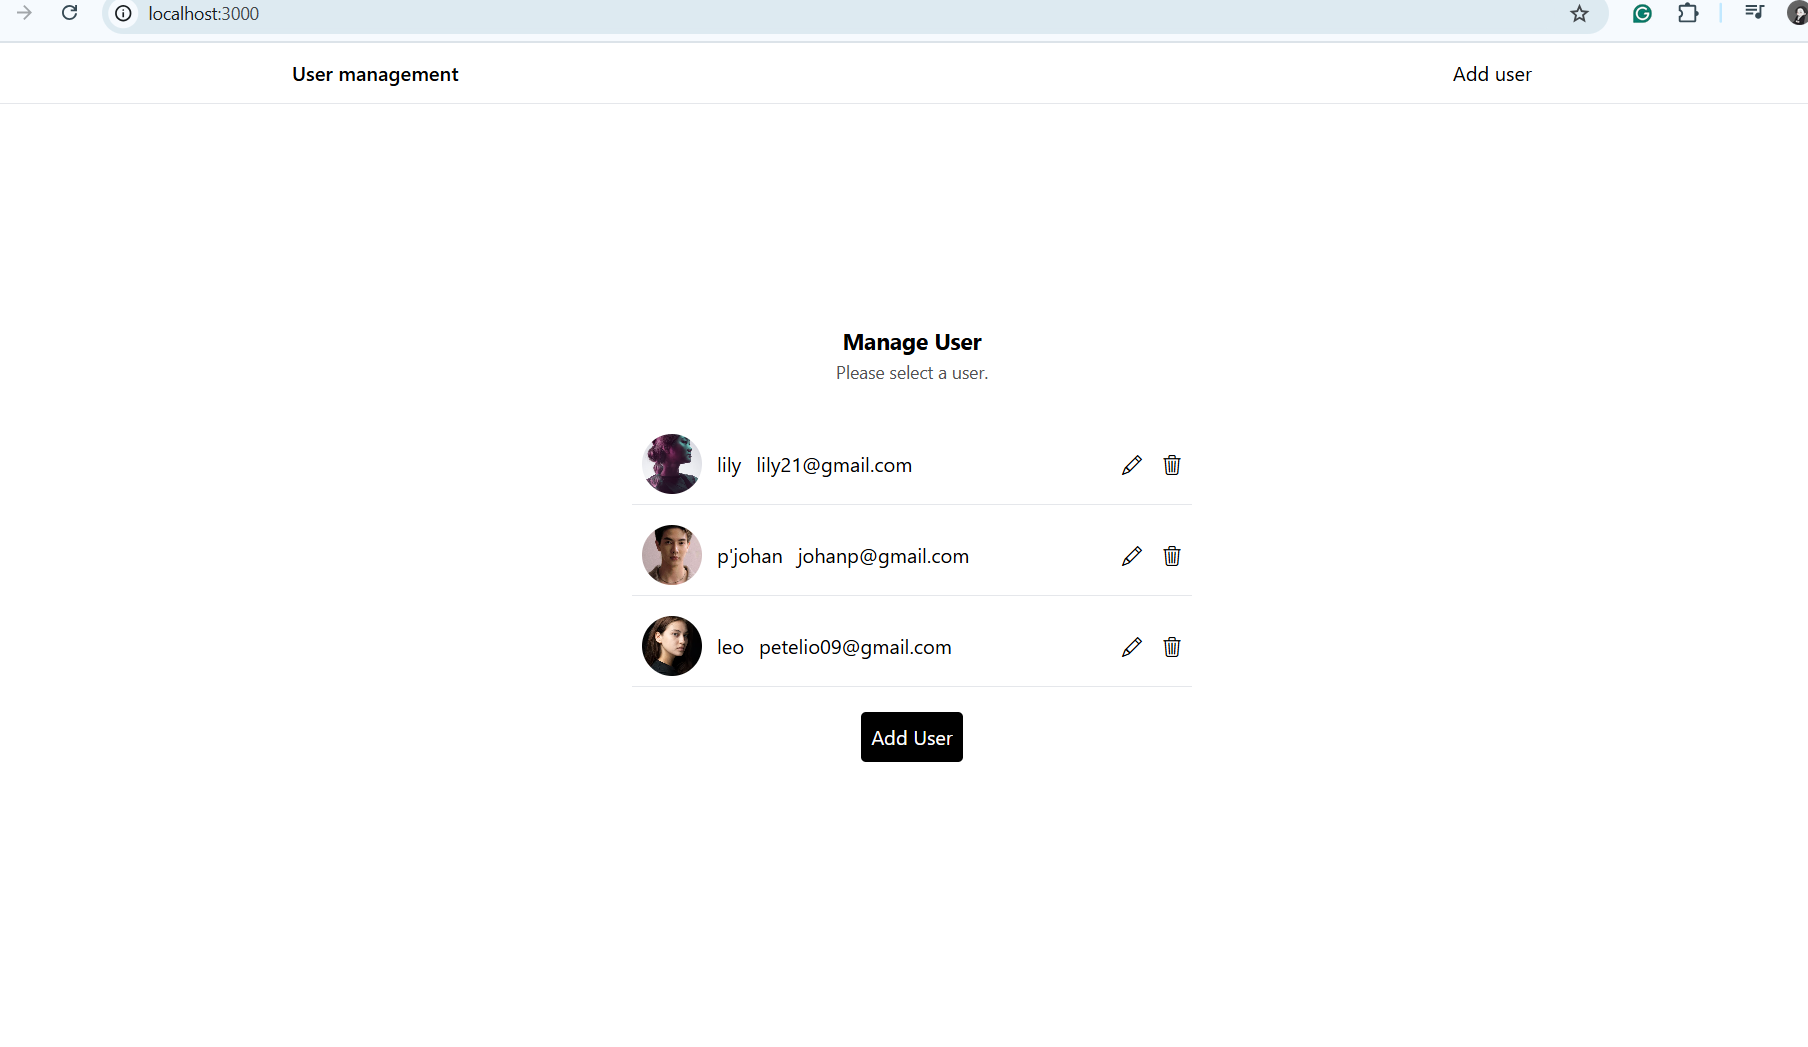 localhost:3000
User management Add user
Manage User
Please select a user.
lily lily21@gmail.com
p'johan johanp@gmail.com
leo petelio09@gmail.com
Add User